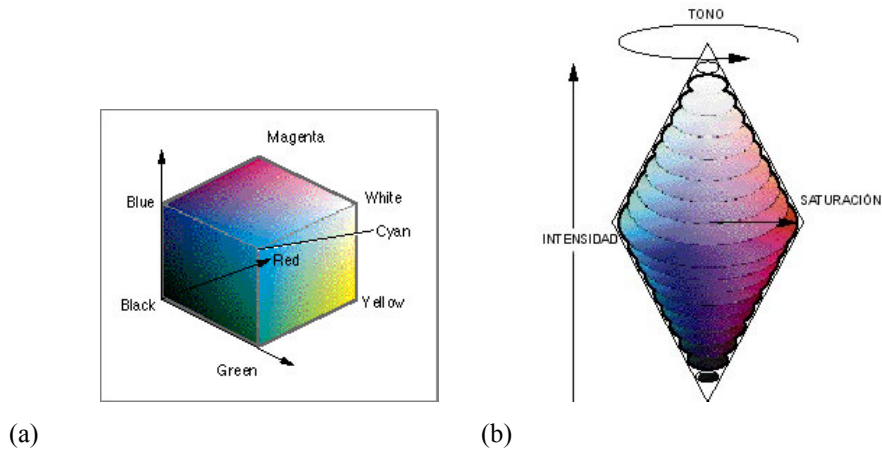 Magenta
Blue
White
Cyan
Red
Black
Yellow
Green
(a)
TONO
SATURACIÓN
INTENSIDAD
(b)